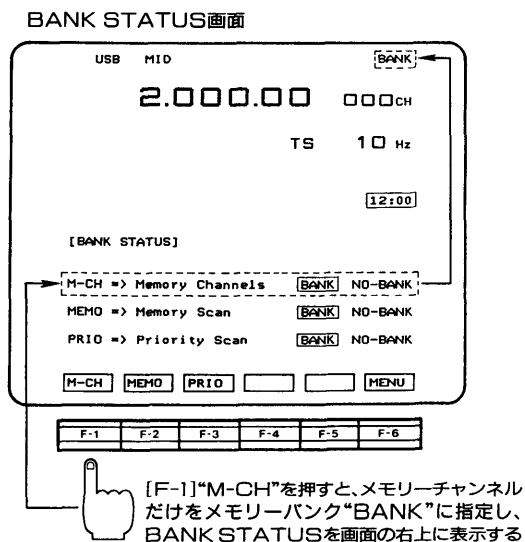 BANK STATUS画面
USB MID BANK
2.000.00 000CH
TS 10 Hz
12:00
[BANK STATUS]
M-CH => Memory Channels BANK NO-BANK
MEMO => Memory Scan BANK NO-BANK
PRIO => Priority Scan BANK NO-BANK
M-CH MEMO PRIO MENU
F-1 F-2 F-3 F-4 F-5 F-6
[F-1]“M-CH”を押すと、メモリーチャンネル
だけをメモリーバンク“BANK”に指定し、
BANK STATUSを画面の右上に表示する